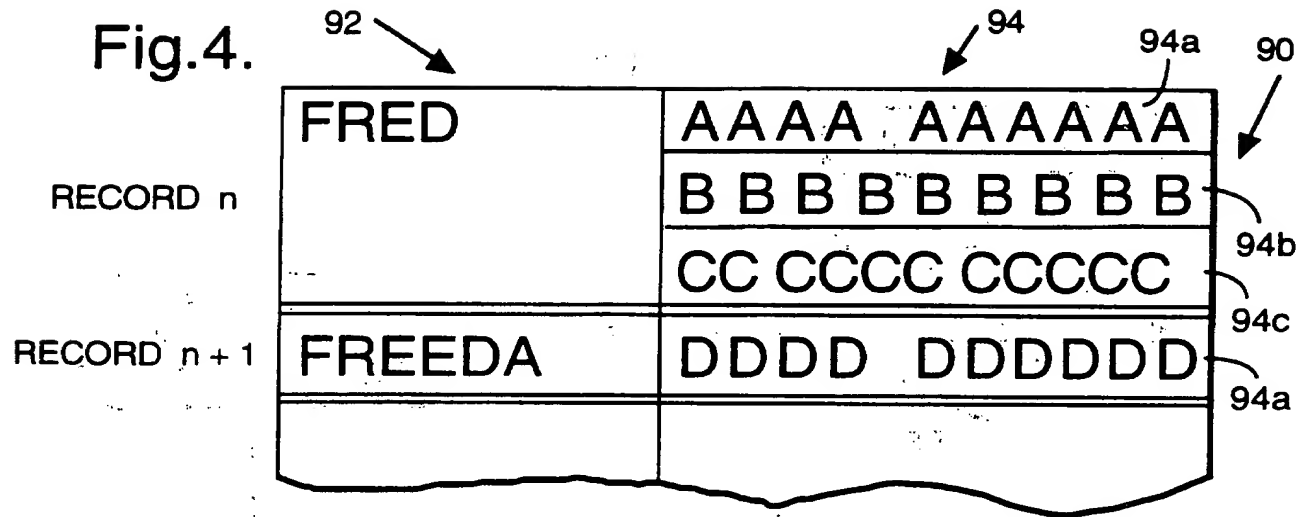 Fig.4.
92
94
94a
90
FRED
AAAA AAAAAA
RECORD n
B B B B B B B B B
94b
CC CCCC CCCCC
94c
RECORD n + 1
FREEDA
DDDD DDDDDD
94a